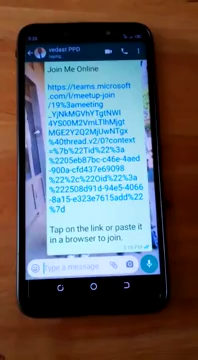 vedast PPD
Join Me Online
https://teams.microsoft
.com/l/meetup-join
/19%3ameeting
_YjNkMGVhYTgtNWI
4YS00M2VmLTlhMjgt
MGE2Y2Q2MjUwNTgx
%40thread.v2/0?context
=%7b%22Tid%22%3a
%2205eb87bc-c46e-4aed
-900a-cfd437e69098
%22%2c%22Oid%22%3a
%222508d91d-94e5-4066
-8a15-e323e7615add%22
%7d
Tap on the link or paste it
in a browser to join.
Type a message